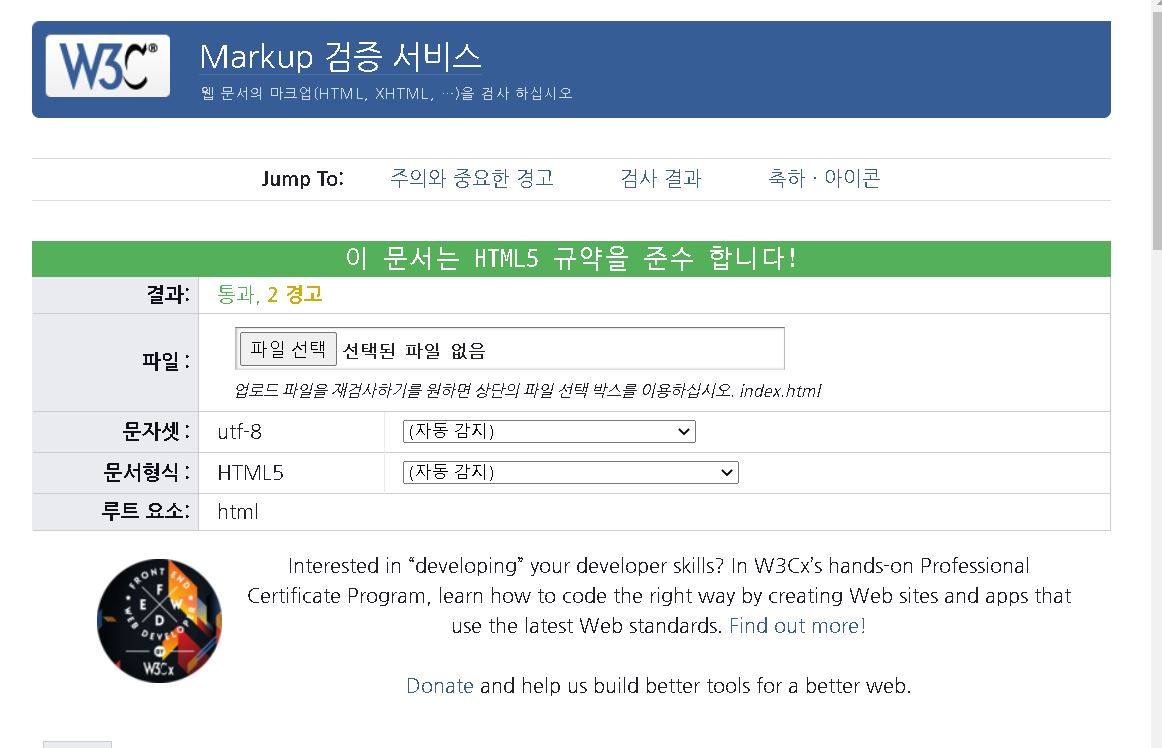 W3C®
Markup 검증 서비스
웹 문서의 마크업(HTML, XHTML, …)을 검사 하십시오
Jump To: 주의와 중요한 경고 검사 결과 축하 · 아이콘
이 문서는 HTML5 규약을 준수 합니다!
결과: 통과, 2 경고
파일 : 파일 선택 선택된 파일 없음
업로드 파일을 재검사하기를 원하면 상단의 파일 선택 박스를 이용하십시오. index.html
문자셋 : utf-8 (자동 감지)
문서형식 : HTML5 (자동 감지)
루트 요소: html
FRONT END WEB DEVELOPER
F E W D
W3Cx
Interested in “developing” your developer skills? In W3Cx’s hands-on Professional
Certificate Program, learn how to code the right way by creating Web sites and apps that
use the latest Web standards. Find out more!
Donate and help us build better tools for a better web.